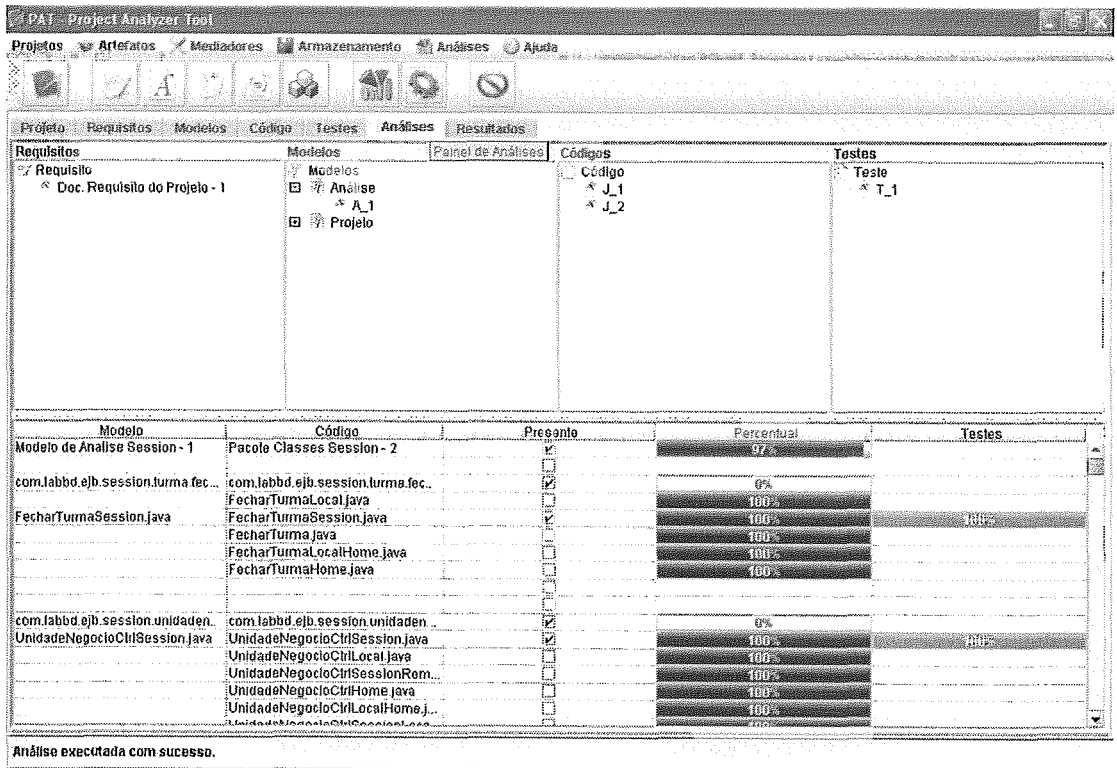 PAT - Project Analyzer Tool
Projetos Artefatos Mediadores Armazenamento Análises Ajuda
Projeto Requisitos Modelos Código Testes Análises Resultados
Requisitos Modelos Painel de Análises Códigos Testes
Requisito Modelos Código Teste
Doc. Requisito do Projeto - 1 Análise J_1 T_1
A_1 J_2
Projeto
Modelo Código Presente Percentual Testes
Modelo de Analise Session - 1 Pacote Classes Session - 2 97%
com.labbd.ejb.session.turma.fec... com.labbd.ejb.session.turma.fec.. 0%
FecharTurmaLocal.java 100%
FecharTurmaSession.java FecharTurmaSession.java 100% 100%
FecharTurma.java 100%
FecharTurmaLocalHome.java 100%
FecharTurmaHome.java 100%
com.labbd.ejb.session.unidaden.. com.labbd.ejb.session.unidaden .. 0%
UnidadeNegocioCtrlSession.java UnidadeNegocioCtrlSession.java 100% 100%
UnidadeNegocioCtrlLocal.java 100%
UnidadeNegocioCtrlSessionRem... 100%
UnidadeNegocioCtrlHome.java 100%
UnidadeNegocioCtrlLocalHome.j... 100%
Análise executada com sucesso.